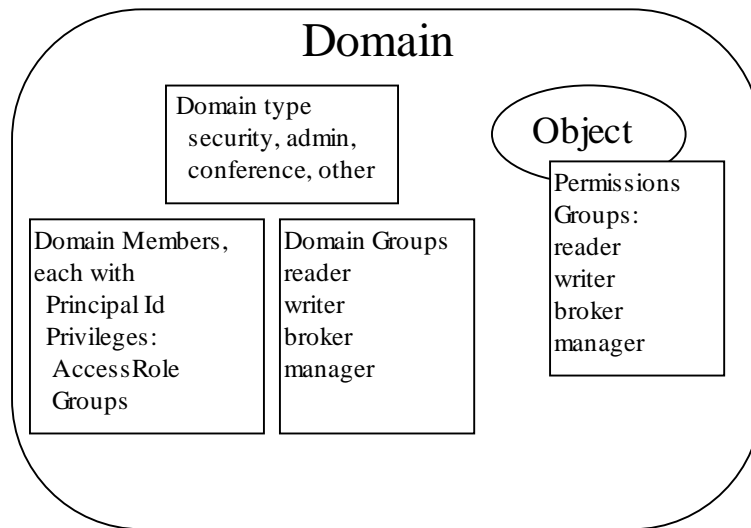 Domain
Domain type
security, admin,
conference, other
Object
Permissions
Groups:
reader
writer
broker
manager
Domain Members,
each with
Principal Id
Privileges:
AccessRole
Groups
Domain Groups
reader
writer
broker
manager